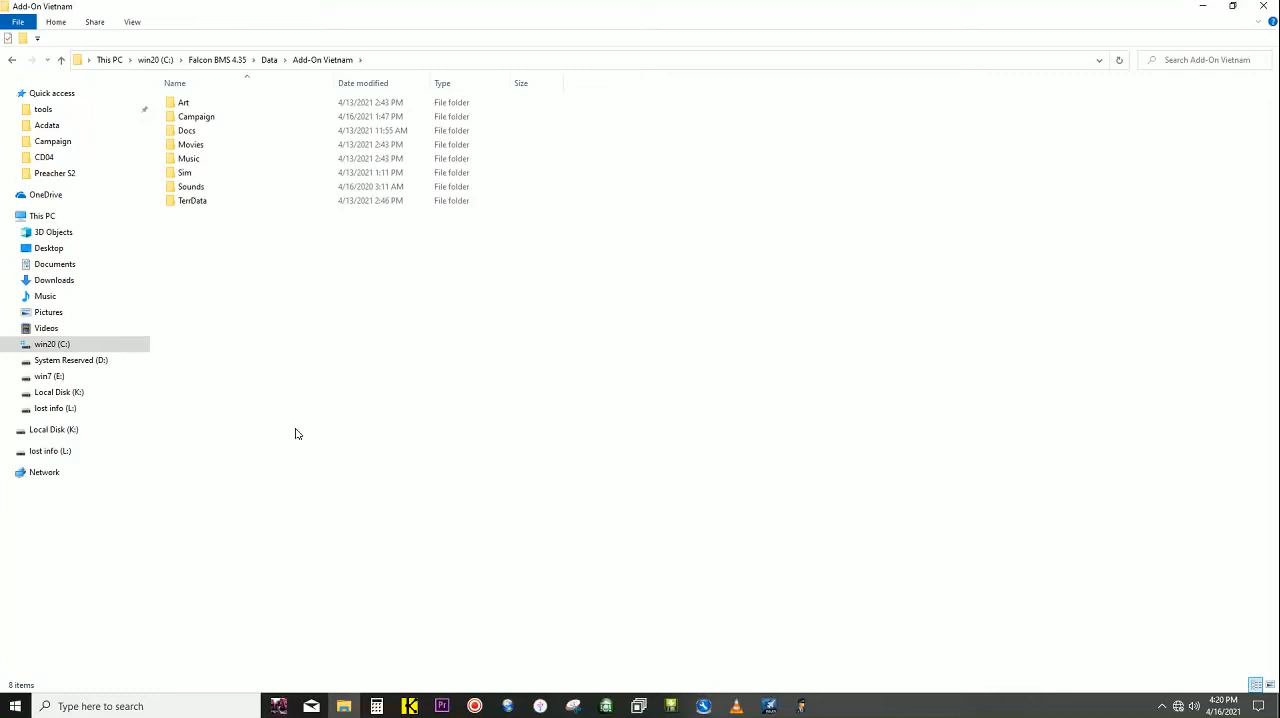 Add-On Vietnam
File Home Share View
This PC win20 (C:) Falcon BMS 4.35 Data Add-On Vietnam Search Add-On Vietnam
Name Date modified Type Size
Quick access
tools
Acdata
Campaign
CD04
Preacher S2
OneDrive
This PC
3D Objects
Desktop
Documents
Downloads
Music
Pictures
Videos
win20 (C:)
System Reserved (D:)
win7 (E:)
Local Disk (K:)
lost info (L:)
Local Disk (K:)
lost info (L:)
Network
Art 4/13/2021 2:43 PM File folder
Campaign 4/16/2021 1:47 PM File folder
Docs 4/13/2021 11:55 AM File folder
Movies 4/13/2021 2:43 PM File folder
Music 4/13/2021 2:43 PM File folder
Sim 4/13/2021 1:11 PM File folder
Sounds 4/16/2020 3:11 AM File folder
TerrData 4/13/2021 2:46 PM File folder
8 items
Type here to search
K
Pr
4:20 PM
4/16/2021